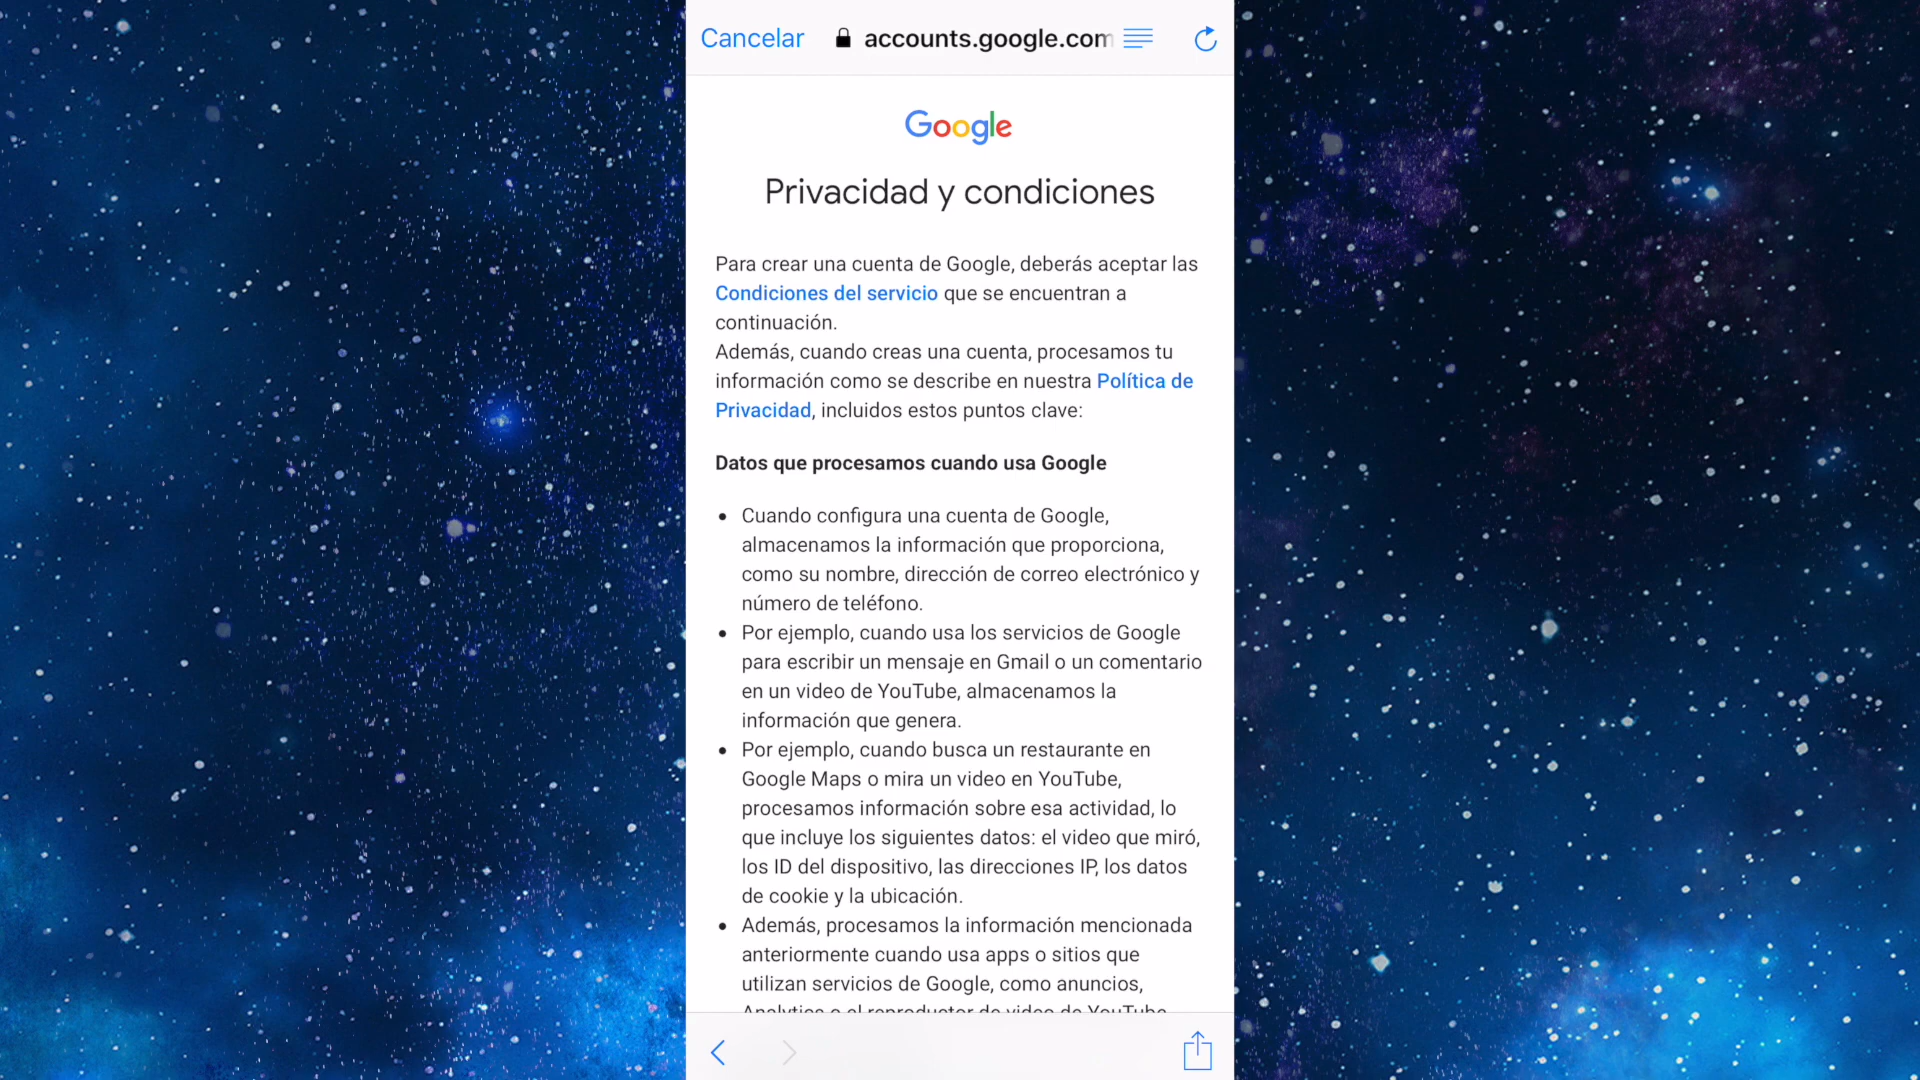 Cancelar accounts.google.com
Google
Privacidad y condiciones
Para crear una cuenta de Google, deberás aceptar las
Condiciones del servicio que se encuentran a
continuación.
Además, cuando creas una cuenta, procesamos tu
información como se describe en nuestra Política de
Privacidad, incluidos estos puntos clave:
Datos que procesamos cuando usa Google
• Cuando configura una cuenta de Google,
almacenamos la información que proporciona,
como su nombre, dirección de correo electrónico y
número de teléfono.
• Por ejemplo, cuando usa los servicios de Google
para escribir un mensaje en Gmail o un comentario
en un video de YouTube, almacenamos la
información que genera.
• Por ejemplo, cuando busca un restaurante en
Google Maps o mira un video en YouTube,
procesamos información sobre esa actividad, lo
que incluye los siguientes datos: el video que miró,
los ID del dispositivo, las direcciones IP, los datos
de cookie y la ubicación.
• Además, procesamos la información mencionada
anteriormente cuando usa apps o sitios que
utilizan servicios de Google, como anuncios,
Analytics o el reproductor de video de YouTube